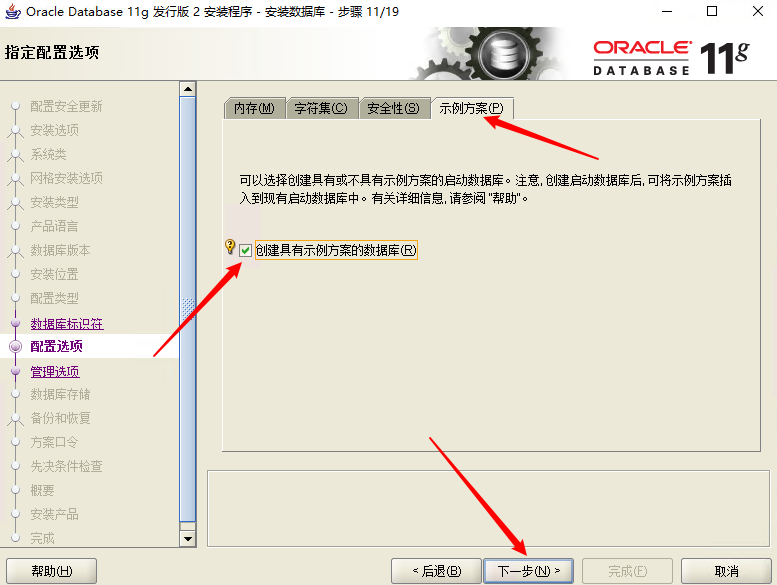 Oracle Database 11g 发行版 2 安装程序 - 安装数据库 - 步骤 11/19
指定配置选项
ORACLE
DATABASE
11g
配置安全更新
安装选项
系统类
网格安装选项
安装类型
产品语言
数据库版本
安装位置
配置类型
数据库标识符
配置选项
管理选项
数据库存储
备份和恢复
方案口令
先决条件检查
概要
安装产品
完成
内存(M) 字符集(C) 安全性(S) 示例方案(P)
可以选择创建具有或不具有示例方案的启动数据库。注意, 创建启动数据库后, 可将示例方案插
入到现有启动数据库中。有关详细信息, 请参阅 "帮助"。
创建具有示例方案的数据库(R)
帮助(H) < 后退(B) 下一步(N) > 完成(F) 取消